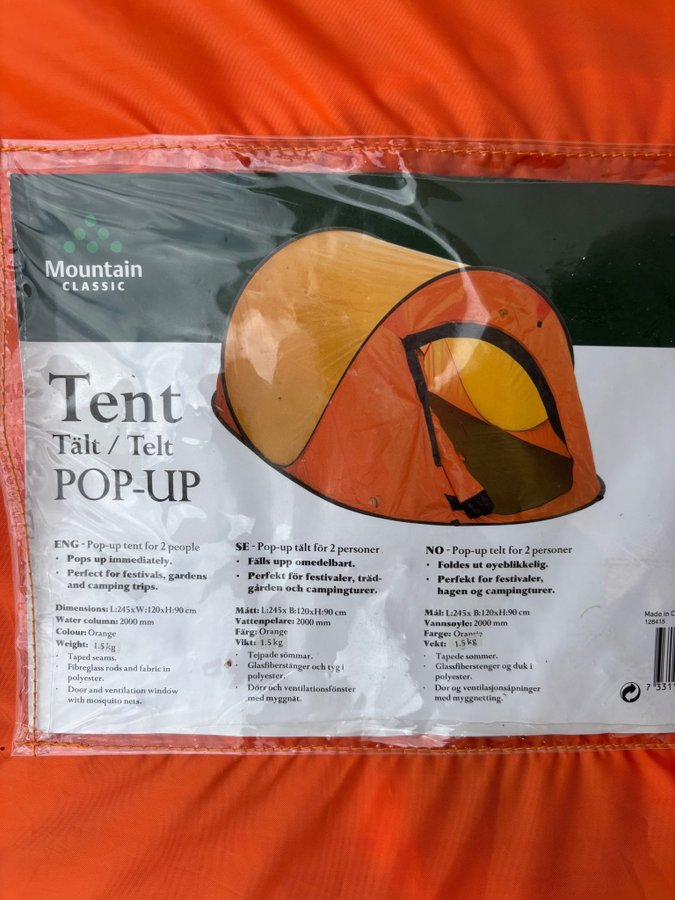 Mountain
CLASSIC
Tent
Tält / Telt
POP-UP
ENG - Pop-up tent for 2 people
• Pops up immediately.
• Perfect for festivals, gardens
and camping trips.
Dimensions: L:245xW:120xH:90 cm
Water column: 2000 mm
Colour: Orange
Weight: 1.5 kg
• Taped seams.
• Fibreglass rods and fabric in
polyester.
• Door and ventilation window
with mosquito nets.
SE - Pop-up tält för 2 personer
• Fälls upp omedelbart.
• Perfekt för festivaler, träd-
gården och campingturer.
Mått: L:245x B:120xH:90 cm
Vattenpelare: 2000 mm
Färg: Orange
Vikt: 1.5 kg
• Tejpade sömmar.
• Glasfiberstänger och tyg i
polyester.
• Dörr och ventilationsfönster
med myggnät.
NO - Pop-up telt for 2 personer
• Foldes ut øyeblikkelig.
• Perfekt for festivaler,
hagen og campingturer.
Mål: L:245x B:120xH:90 cm
Vannsøyle: 2000 mm
Farge: Orange
Vekt: 1.5 kg
• Tapede sømmer.
• Glassfiberstenger og duk i
polyester.
• Dør og ventilasjonsåpninger
med myggnetting.
Made in C
128415
7 3311